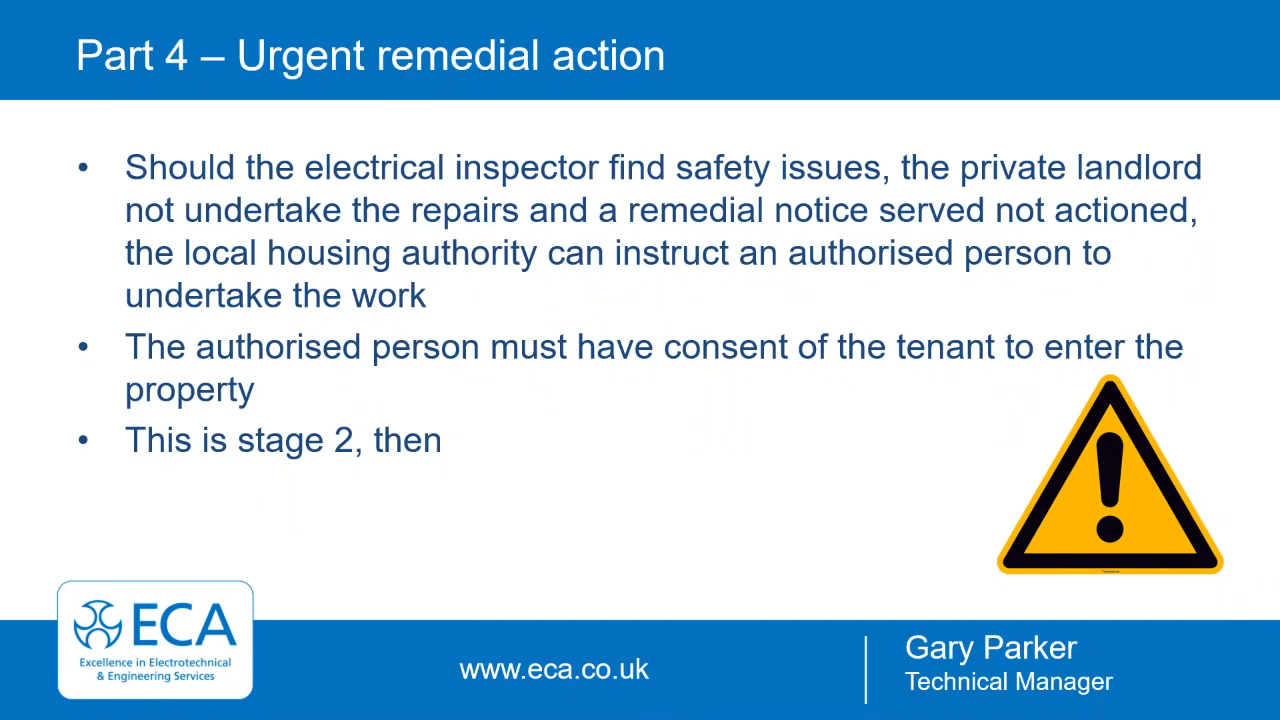 Part 4 – Urgent remedial action
• Should the electrical inspector find safety issues, the private landlord
not undertake the repairs and a remedial notice served not actioned,
the local housing authority can instruct an authorised person to
undertake the work
• The authorised person must have consent of the tenant to enter the
property
• This is stage 2, then
ECA
Excellence in Electrotechnical
& Engineering Services
www.eca.co.uk
Gary Parker
Technical Manager